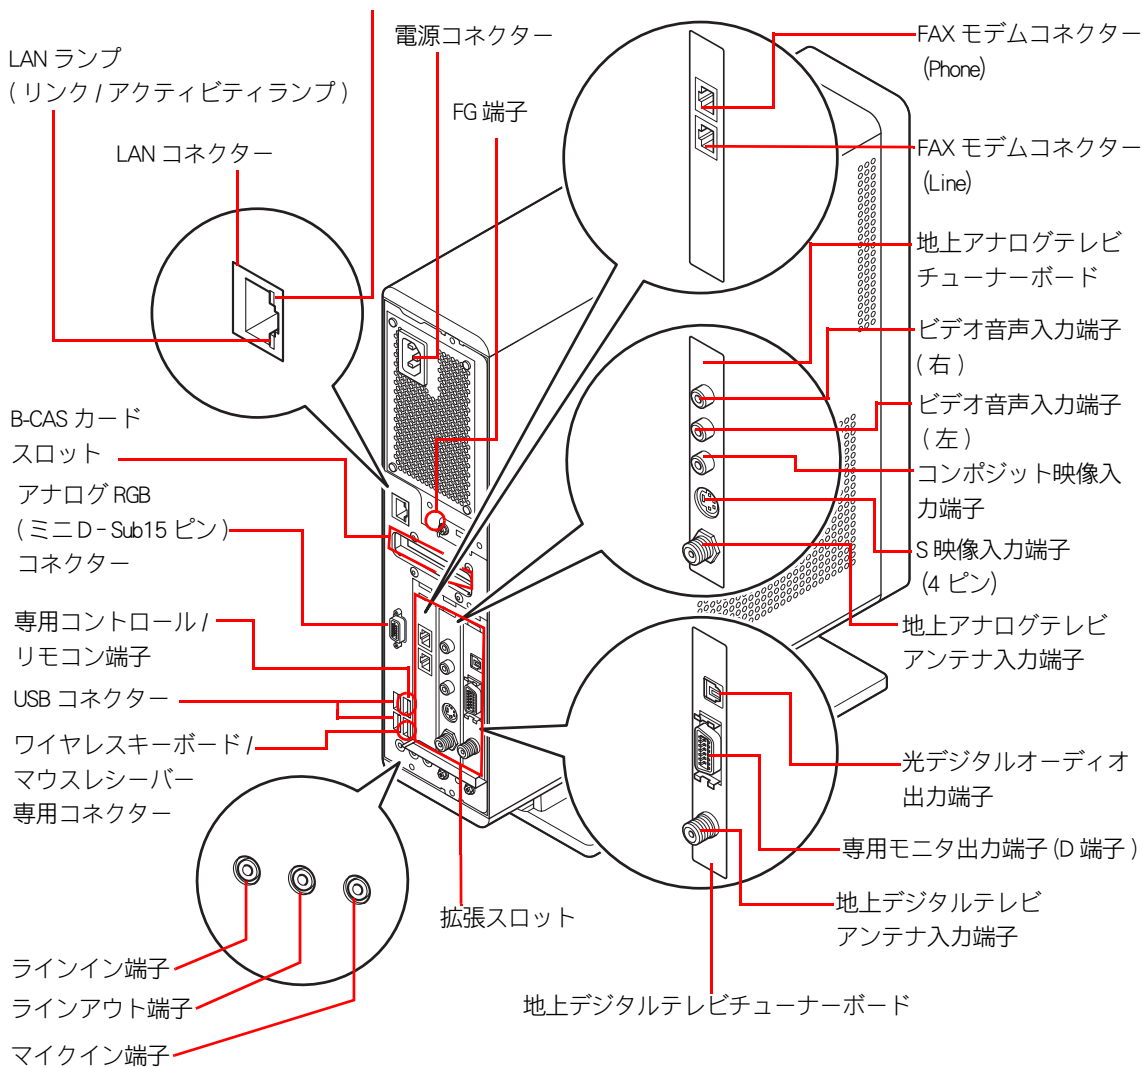 LAN ランプ
( リンク / アクティビティランプ )
LAN コネクター
電源コネクター
FG 端子
B-CAS カード
スロット
アナログ RGB
( ミニ D - Sub15 ピン )
コネクター
専用コントロール /
リモコン端子
USB コネクター
ワイヤレスキーボード /
マウスレシーバー
専用コネクター
ラインイン端子
ラインアウト端子
マイクイン端子
拡張スロット
FAX モデムコネクター
(Phone)
FAX モデムコネクター
(Line)
地上アナログテレビ
チューナーボード
ビデオ音声入力端子
( 右 )
ビデオ音声入力端子
( 左 )
コンポジット映像入
力端子
S 映像入力端子
(4 ピン)
地上アナログテレビ
アンテナ入力端子
光デジタルオーディオ
出力端子
専用モニタ出力端子 (D 端子 )
地上デジタルテレビ
アンテナ入力端子
地上デジタルテレビチューナーボード